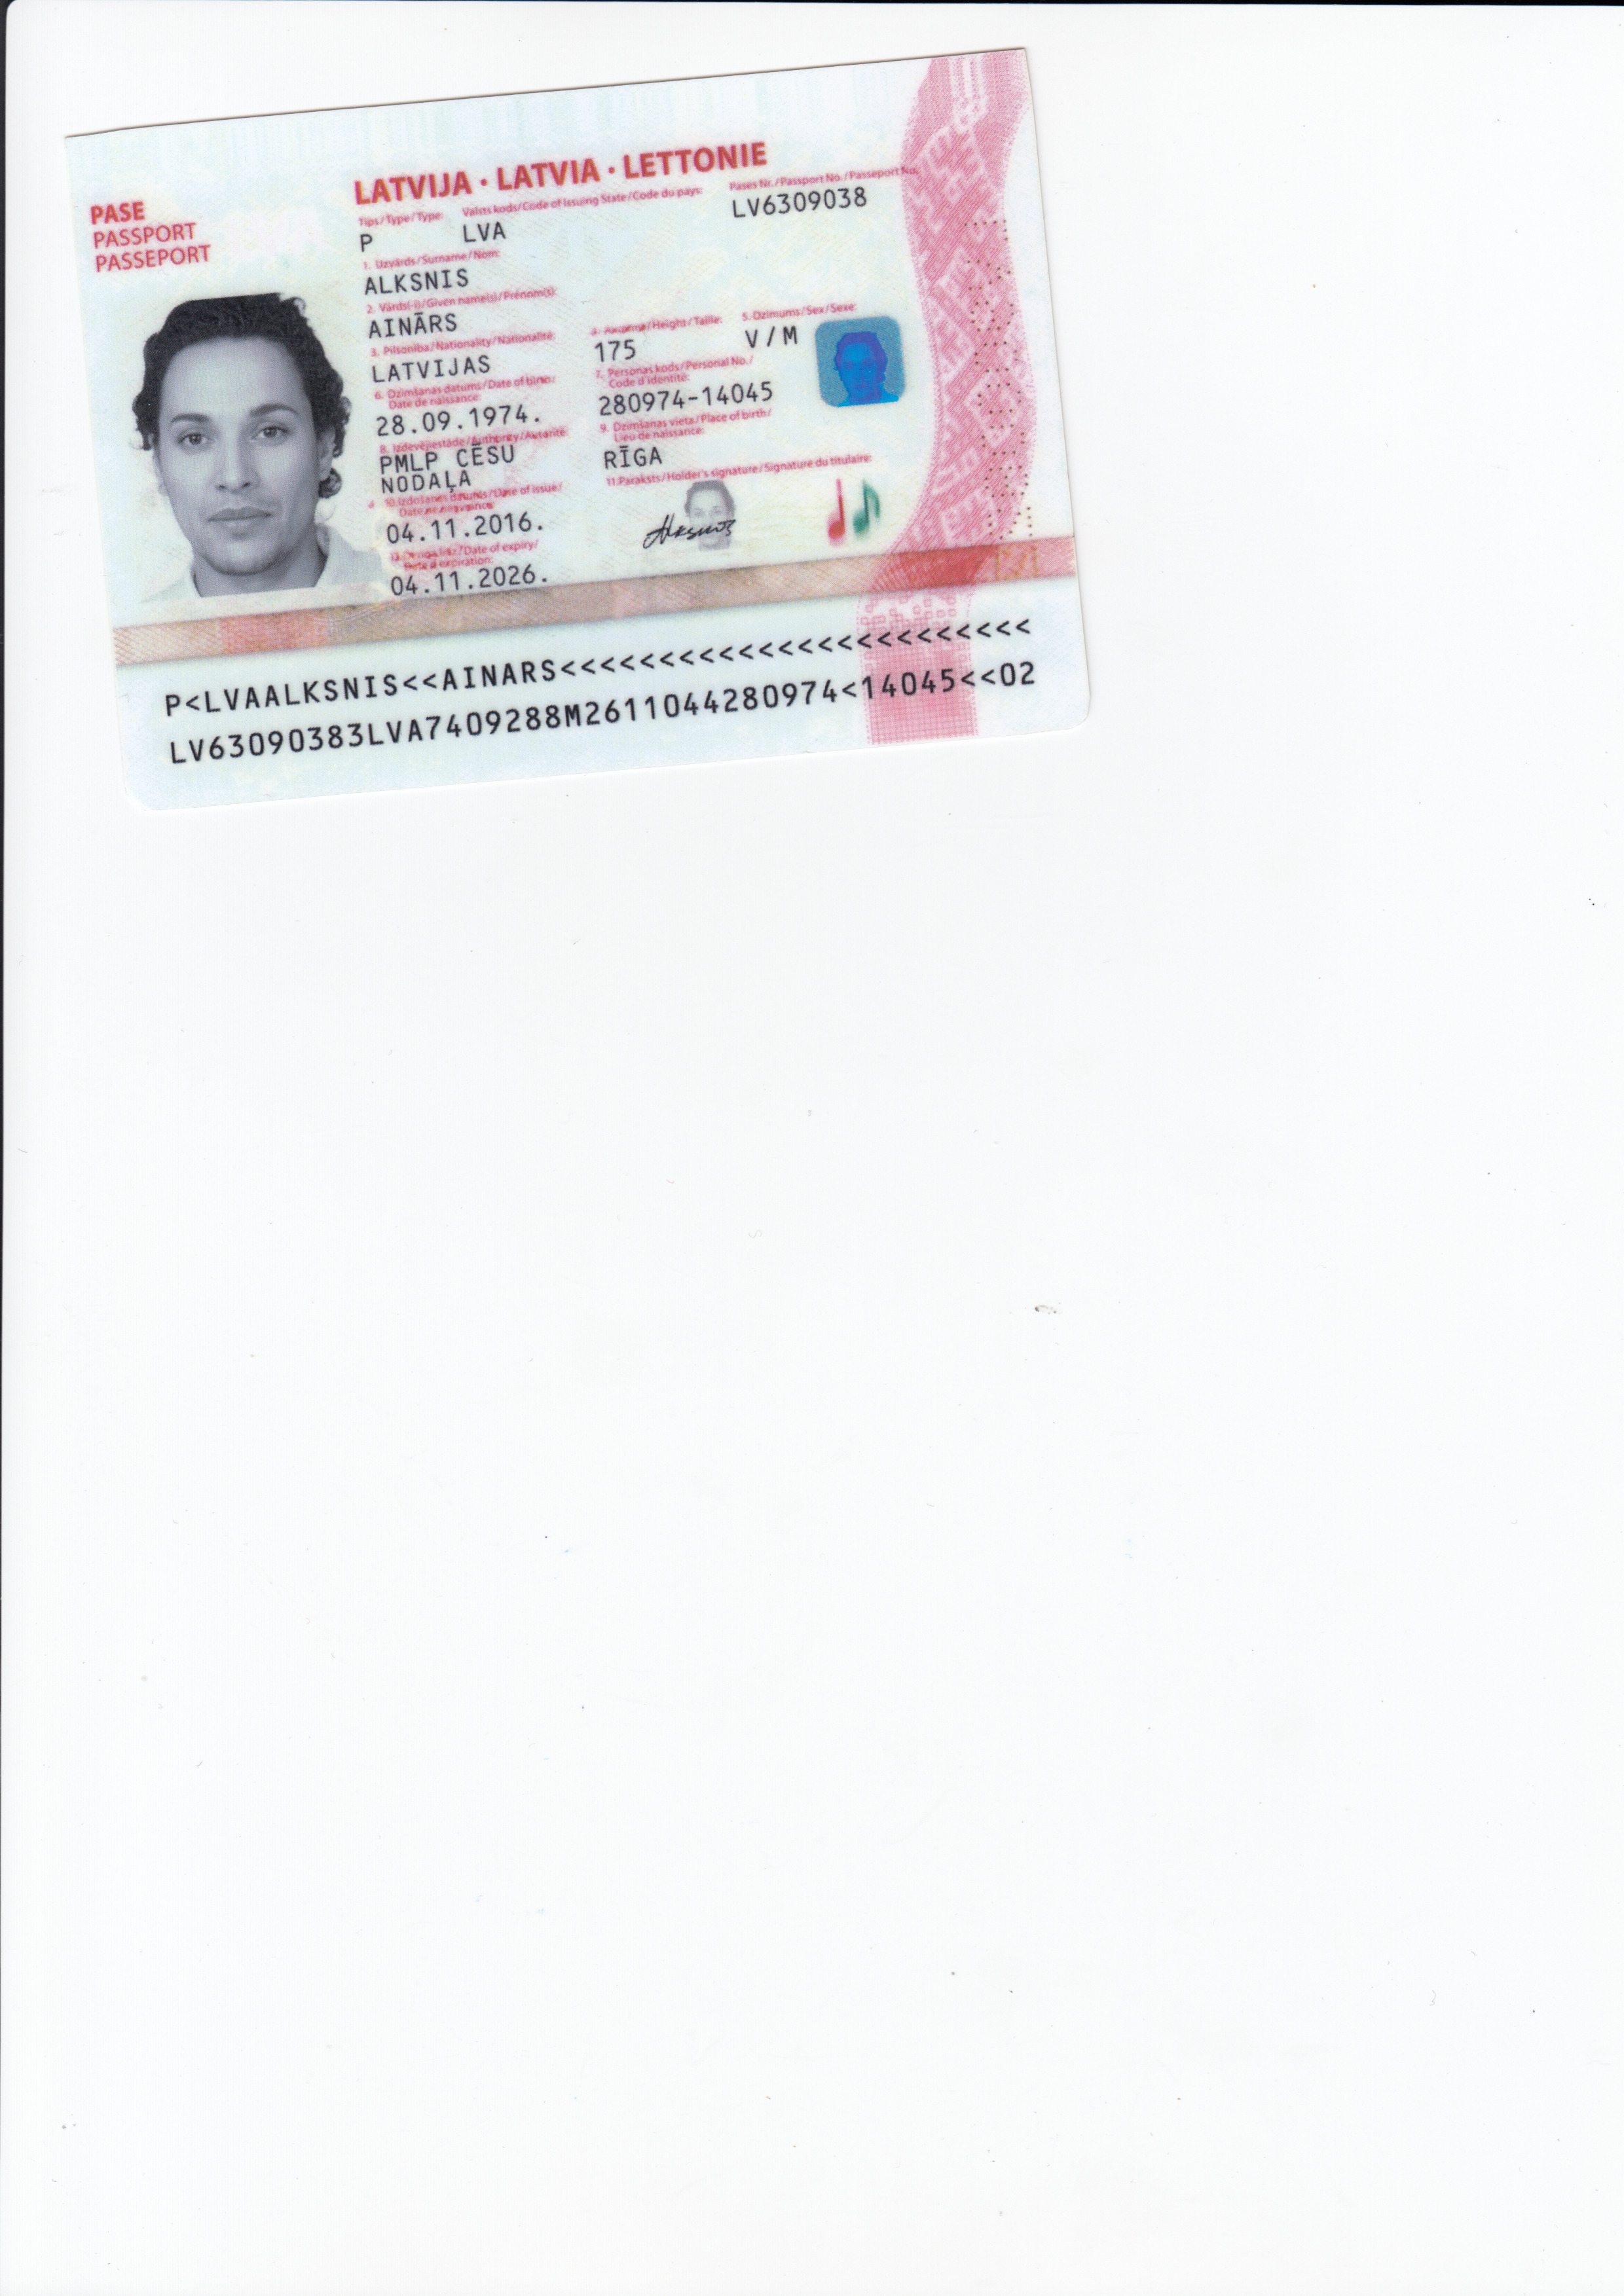 LATVIJA · LATVIA · LETTONIE
PASE
PASSPORT
PASSEPORT
Tips/Type/Type:
Valsts kods/Code of Issuing State/Code du pays:
Pases Nr./Passport No./Passeport No.
P
LVA
LV6309038
1. Uzvārds/Surname/Nom:
ALKSNIS
2. Vārds(-i)/Given name(s)/Prénom(s):
AINĀRS
3. Pilsonība/Nationality/Nationalité:
LATVIJAS
4. /Height/Taille:
175
5. Dzimums/Sex/Sexe:
V/M
6. Dzimšanas datums/Date of birth/
Date de naissance:
28.09.1974.
7. Personas kods/Personal No./
Code d'identité:
280974-14045
8. Izdevējiestāde/Authority/Autorité:
PMLP CĒSU
NODAĻA
9. Dzimšanas vieta/Place of birth/
Lieu de naissance:
RĪGA
10. Izdošanas datums/Date of issue/
Date de
04.11.2016.
11. Paraksts/Holder's signature/Signature du titulaire:
Alksnis
/Date of expiry/
Date d'expiration:
04.11.2026.
P<LVAALKSNIS<<AINARS<<<<<<<<<<<<<<<<<<<<<<<<
LV63090383LVA7409288M2611044280974<14045<<02